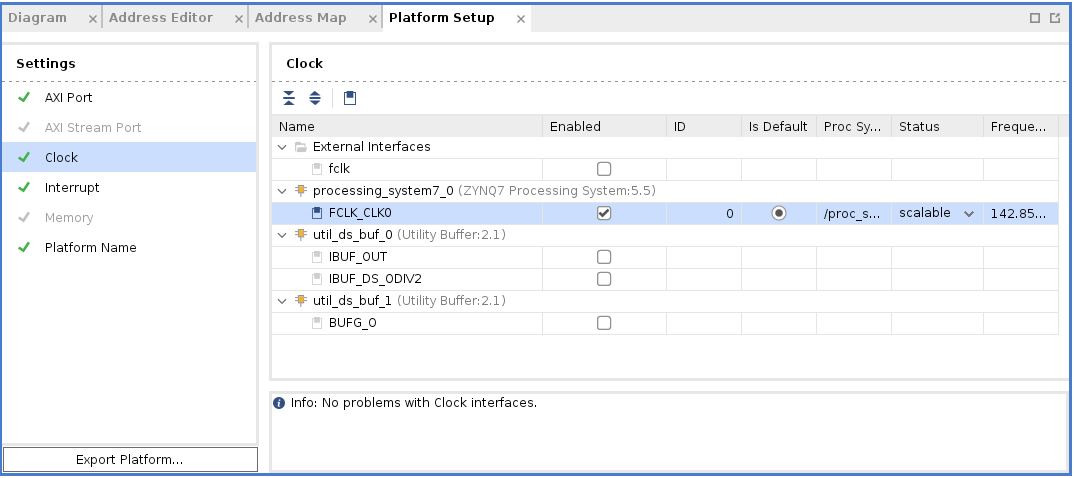 Diagram Address Editor Address Map Platform Setup
Settings
AXI Port
AXI Stream Port
Clock
Interrupt
Memory
Platform Name
Export Platform...
Clock
Name Enabled ID Is Default Proc Sy... Status Freque...
External Interfaces
fclk
processing_system7_0 (ZYNQ7 Processing System:5.5)
FCLK_CLK0 0 /proc_s... scalable 142.85...
util_ds_buf_0 (Utility Buffer:2.1)
IBUF_OUT
IBUF_DS_ODIV2
util_ds_buf_1 (Utility Buffer:2.1)
BUFG_O
Info: No problems with Clock interfaces.